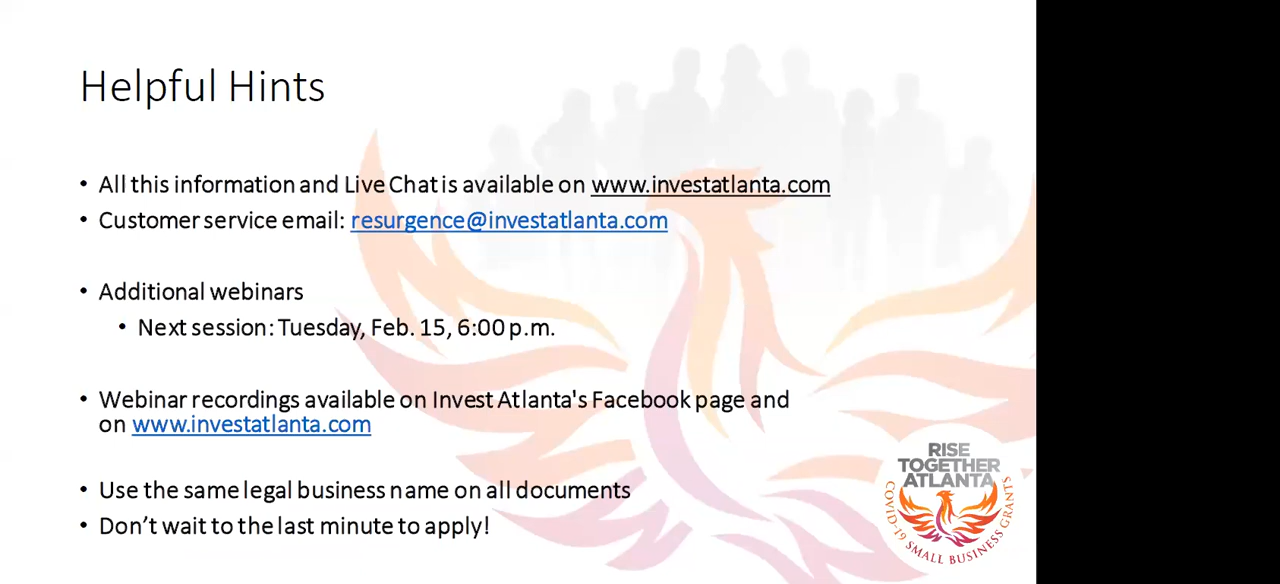 Helpful Hints
• All this information and Live Chat is available on www.investatlanta.com
• Customer service email: resurgence@investatlanta.com
• Additional webinars
• Next session: Tuesday, Feb. 15, 6:00 p.m.
• Webinar recordings available on Invest Atlanta's Facebook page and
on www.investatlanta.com
• Use the same legal business name on all documents
• Don’t wait to the last minute to apply!
RISE
TOGETHER
ATLANTA
COVID-19 SMALL BUSINESS GRANTS